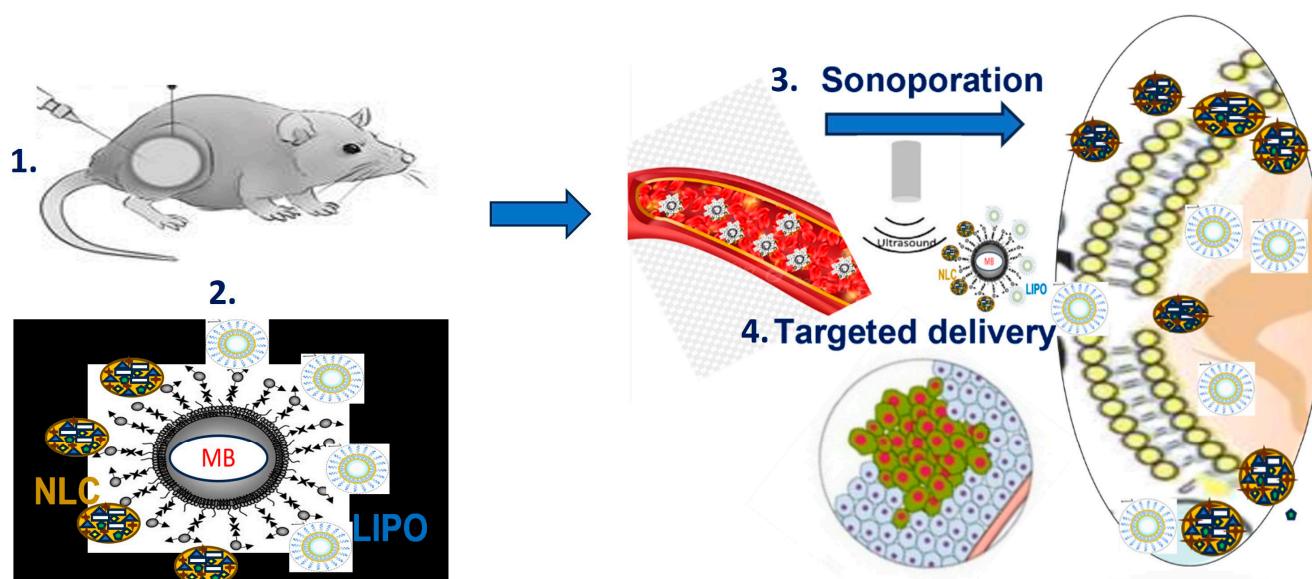 1.
2.
MB
NLC
LIPO
3. Sonoporation
Ultrasound
MB
NLC
LIPO
4. Targeted delivery